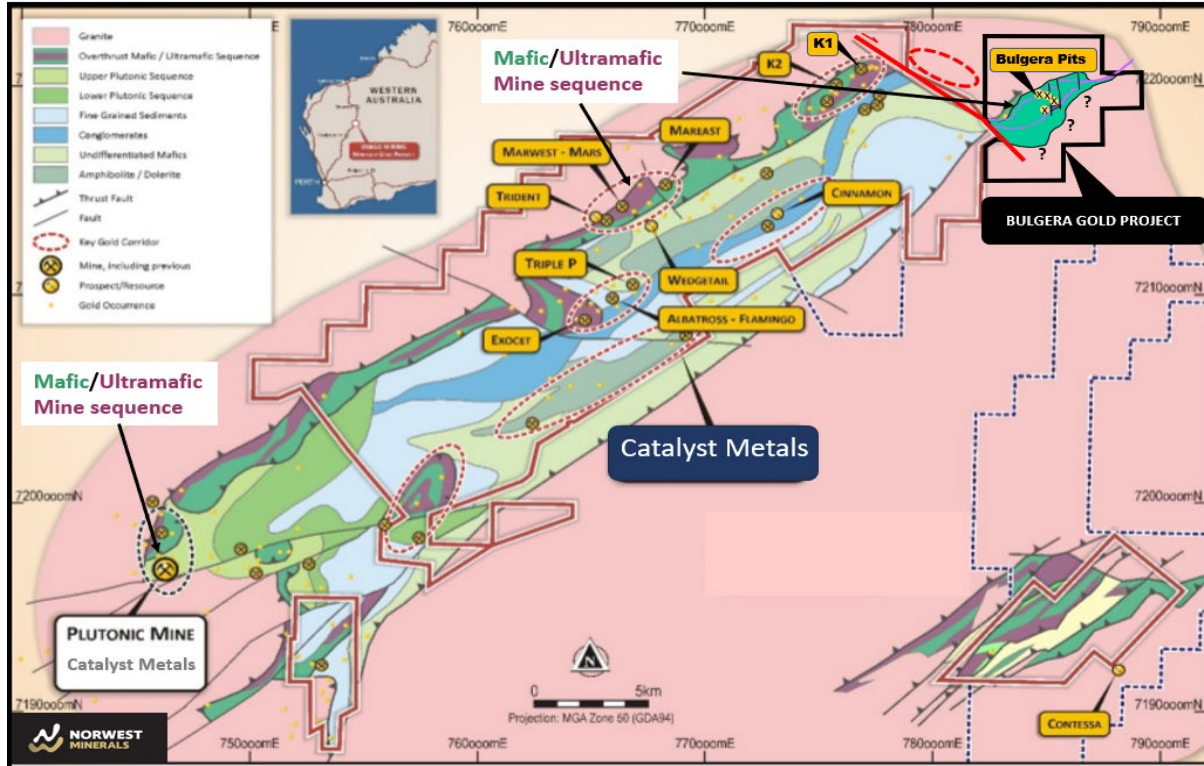 760000mE
770000mE
780000mE
790000mE
Granite
Overthrust Mafic / Ultramafic Sequence
Upper Plutonic Sequence
Lower Plutonic Sequence
Fine Grained Sediments
Conglomerates
Undifferentiated Mafics
Amphibolite / Dolerite
Thrust Fault
Fault
Key Gold Corridor
Mine, including previous
Prospect/Resource
Gold Occurrence
WESTERN
AUSTRALIA
PERTH
Mafic/Ultramafic
Mine sequence
K1
K2
Bulgera Pits
7220000mN
?
?
?
BULGERA GOLD PROJECT
MAREAST
MARWEST - MARS
TRIDENT
CINNAMON
TRIPLE P
WEDGETAIL
ALBATROSS - FLAMINGO
EXOCET
7210000mN
Mafic/Ultramafic
Mine sequence
Catalyst Metals
7200000mN
7200000mN
PLUTONIC MINE
Catalyst Metals
N
0 5km
Projection: MGA Zone 50 (GDA94)
CONTESSA
7190000mN
7190000mN
NORWEST
MINERALS
750000mE
760000mE
770000mE
780000mE
790000mE